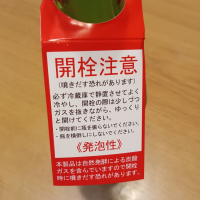 開栓注意
(噴きだす恐れがあります)
必ず冷蔵庫で静置させてよく
冷やし、開栓の際は少しづつ
ガスを抜きながら、ゆっくり
と開けてください。
・開栓前に瓶を振らないでください。
・瓶を横倒しにしないでください。
《発泡性》
本製品は自然発酵による炭酸
ガスを含んでいますので開栓
時に噴きだす恐れがあります